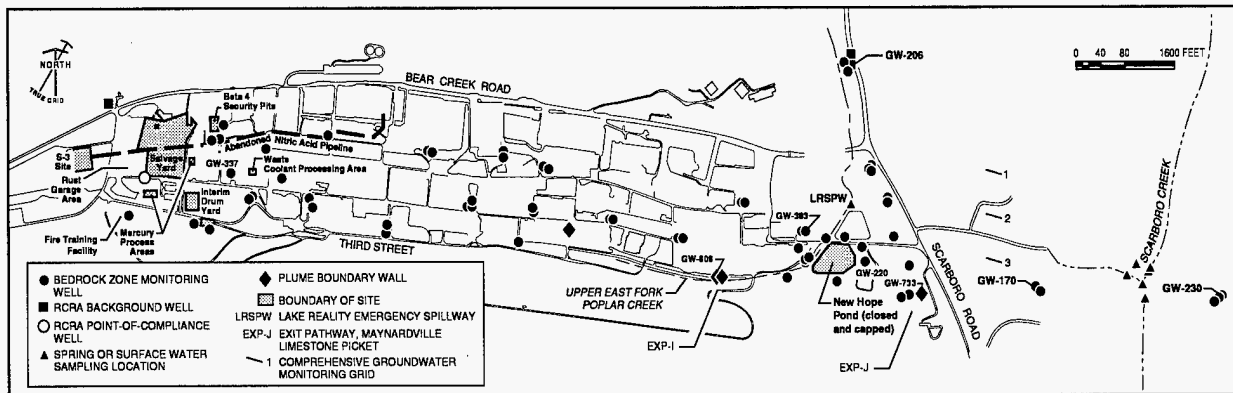 NORTH
TRUE GRID
BEAR CREEK ROAD
GW-206
0 40 80 1600 FEET
Beta 4
Security Pits
Abandoned Nitric Acid Pipeline
S-3
Site
Salvage
Yard
GW-337
Waste
Coolant Processing Area
Rust
Garage
Area
Interim
Drum
Yard
Fire Training
Facility
Mercury
Process
Areas
THIRD STREET
LRSPW
GW-383
GW-220
GW-733
SCARBORO ROAD
SCARBORO CREEK
1
2
3
GW-170
GW-230
UPPER EAST FORK
POPLAR CREEK
New Hope
Pond (closed
and capped)
EXP-I
EXP-J
BEDROCK ZONE MONITORING
WELL
RCRA BACKGROUND WELL
RCRA POINT-OF-COMPLIANCE
WELL
SPRING OR SURFACE WATER
SAMPLING LOCATION
PLUME BOUNDARY WALL
BOUNDARY OF SITE
LRSPW LAKE REALITY EMERGENCY SPILLWAY
EXP-J EXIT PATHWAY, MAYNARDVILLE
LIMESTONE PICKET
1 COMPREHENSIVE GROUNDWATER
MONITORING GRID